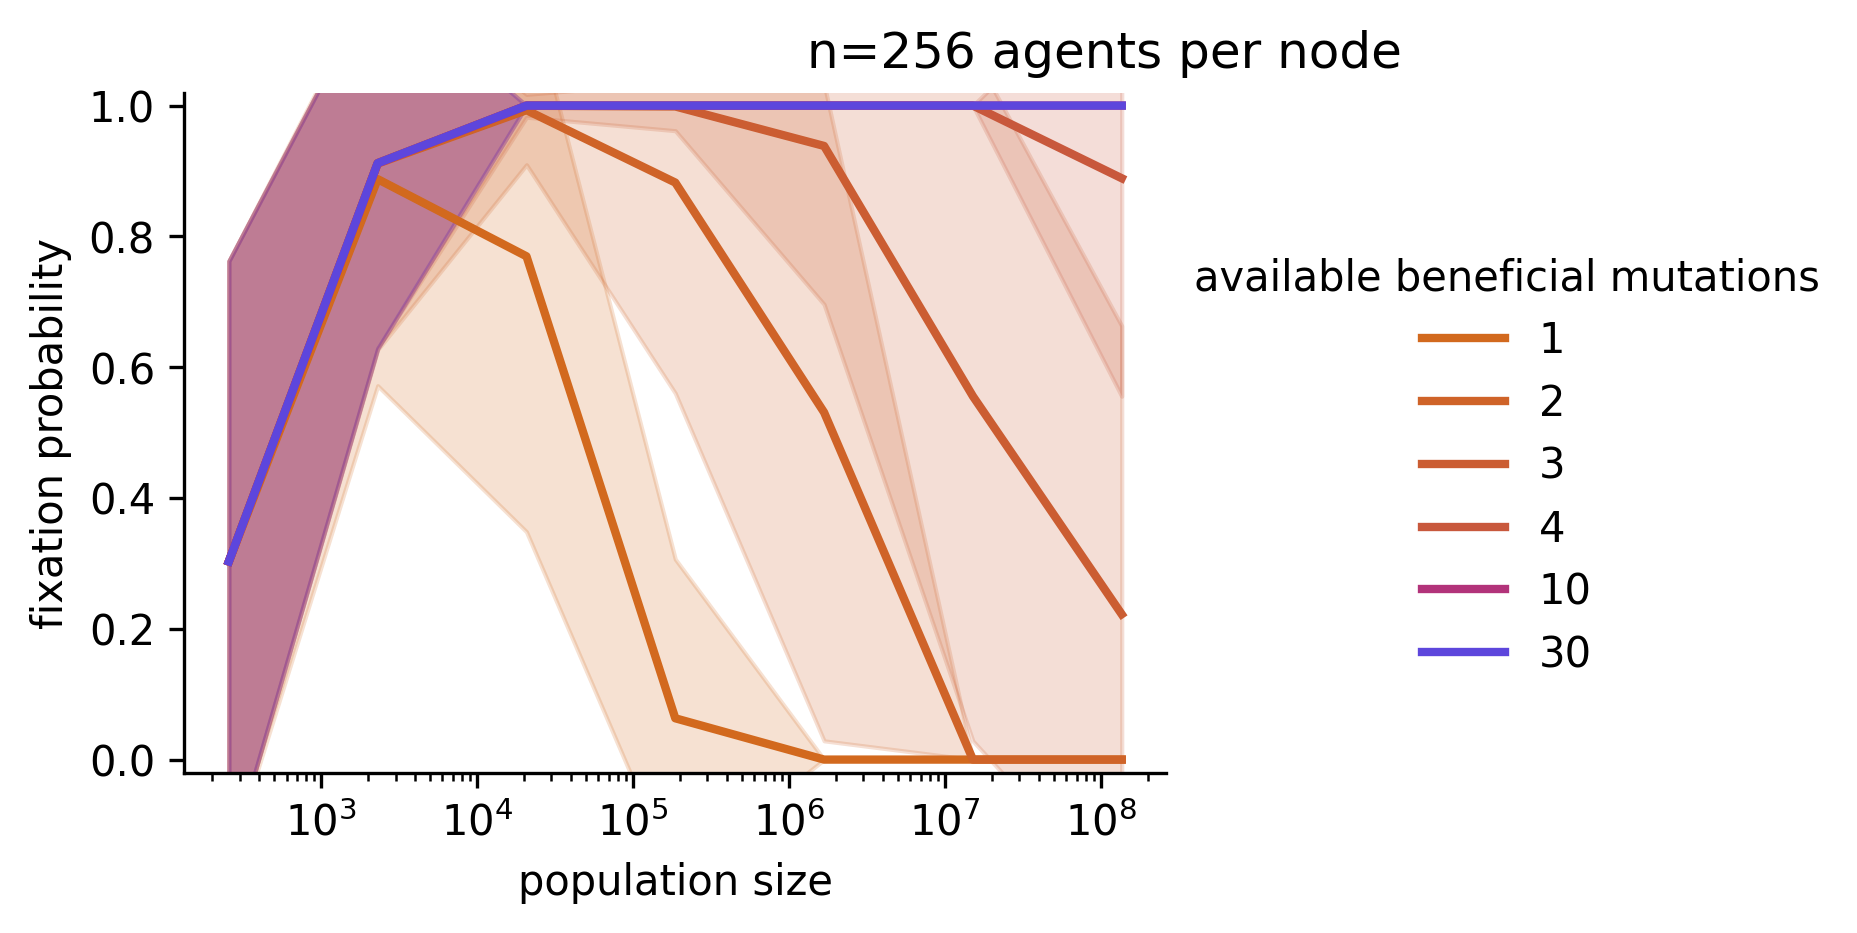 n=256 agents per node
fixation probability
1.0
0.8
0.6
0.4
0.2
0.0
10³ 10⁴ 10⁵ 10⁶ 10⁷ 10⁸
population size
available beneficial mutations
1
2
3
4
10
30